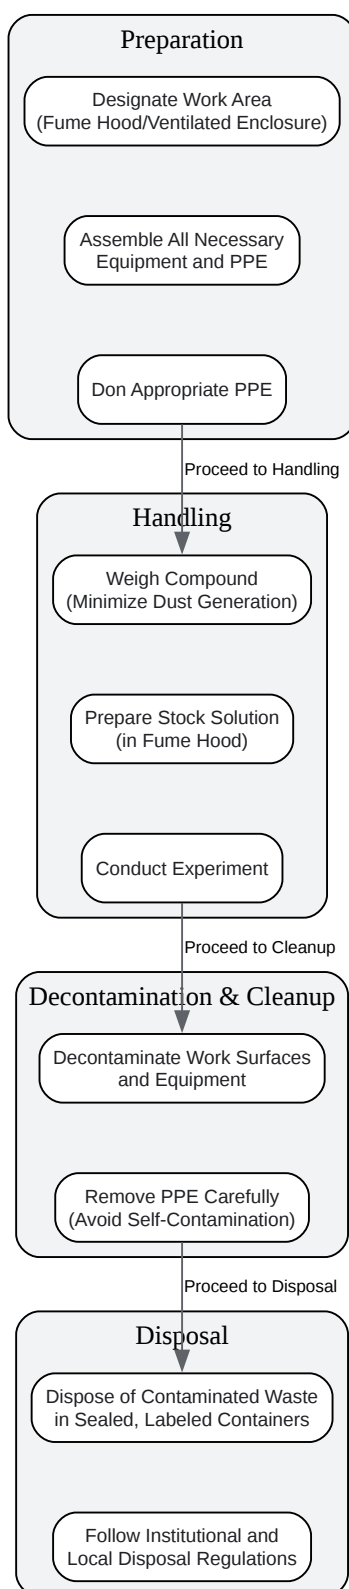 Preparation
Designate Work Area
(Fume Hood/Ventilated Enclosure)
Assemble All Necessary
Equipment and PPE
Don Appropriate PPE
Proceed to Handling
Handling
Weigh Compound
(Minimize Dust Generation)
Prepare Stock Solution
(in Fume Hood)
Conduct Experiment
Proceed to Cleanup
Decontamination & Cleanup
Decontaminate Work Surfaces
and Equipment
Remove PPE Carefully
(Avoid Self-Contamination)
Proceed to Disposal
Disposal
Dispose of Contaminated Waste
in Sealed, Labeled Containers
Follow Institutional and
Local Disposal Regulations